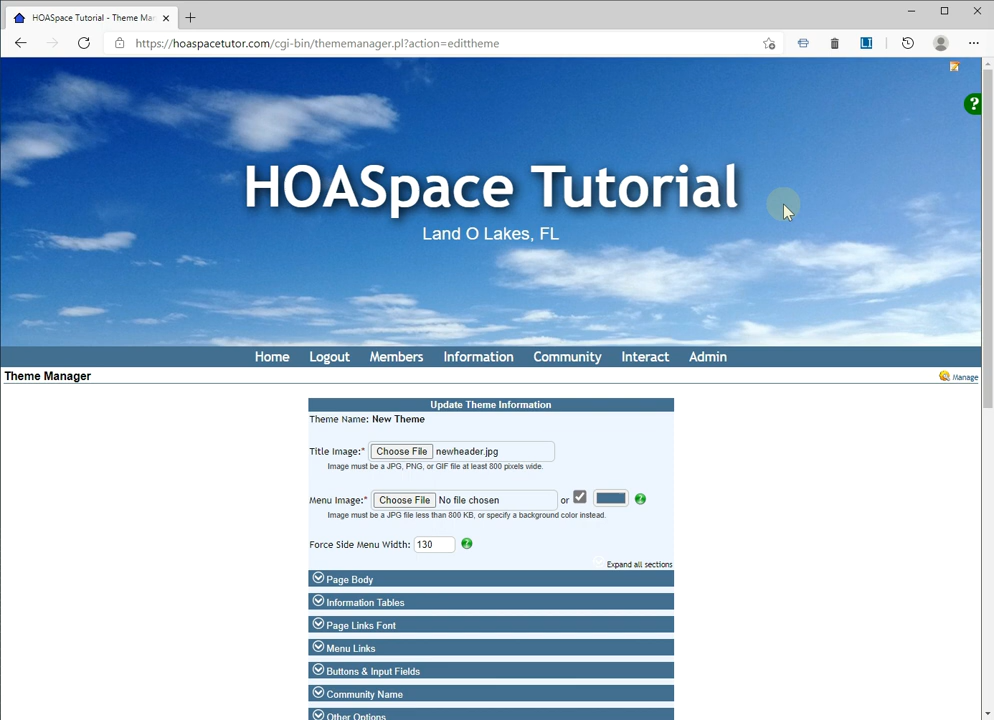 HOASpace Tutorial - Theme Mar
https://hoaspacetutor.com/cgi-bin/thememanager.pl?action=edittheme
?
HOASpace Tutorial
Land O Lakes, FL
Home Logout Members Information Community Interact Admin
Theme Manager
Manage
Update Theme Information
Theme Name: New Theme
Title Image:* Choose File newheader.jpg
Image must be a JPG, PNG, or GIF file at least 800 pixels wide.
Menu Image:* Choose File No file chosen or
Image must be a JPG file less than 800 KB, or specify a background color instead.
Force Side Menu Width: 130
Expand all sections
Page Body
Information Tables
Page Links Font
Menu Links
Buttons & Input Fields
Community Name
Other Options